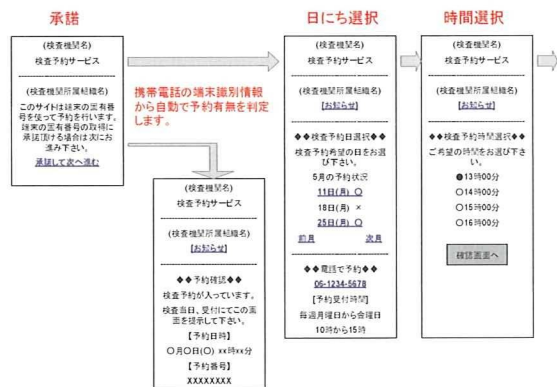 承諾
(検査機関名)
検査予約サービス
(検査機関所属組織名)
このサイトは端末の固有番
号を使って予約を行います。
端末の固有番号の取得に
承諾頂ける場合は次にお
進み下さい。
承諾して次へ進む
携帯電話の端末識別情報
から自動で予約有無を判定
します。
(検査機関名)
検査予約サービス
(検査機関所属組織名)
[お知らせ]
◆◆予約確認◆◆
検査予約が入っています。
検査当日、受付にてこの画
面を提示して下さい。
【予約日時】
○月○日(○) xx時xx分
【予約番号】
XXXXXXXX
日にち選択
(検査機関名)
検査予約サービス
(検査機関所属組織名)
[お知らせ]
◆◆検査予約日選択◆◆
検査予約希望の日をお選
び下さい。
5月の予約状況
11日(月) ○
18日(月) ×
25日(月) ○
前月 次月
◆◆電話で予約◆◆
06-1234-5678
[予約受付時間]
毎週月曜日から金曜日
10時から15時
時間選択
(検査機関名)
検査予約サービス
(検査機関所属組織名)
[お知らせ]
◆◆検査予約時間選択◆◆
ご希望の時間をお選び下さ
い。
●13時00分
○14時00分
○15時00分
○16時00分
確認画面へ